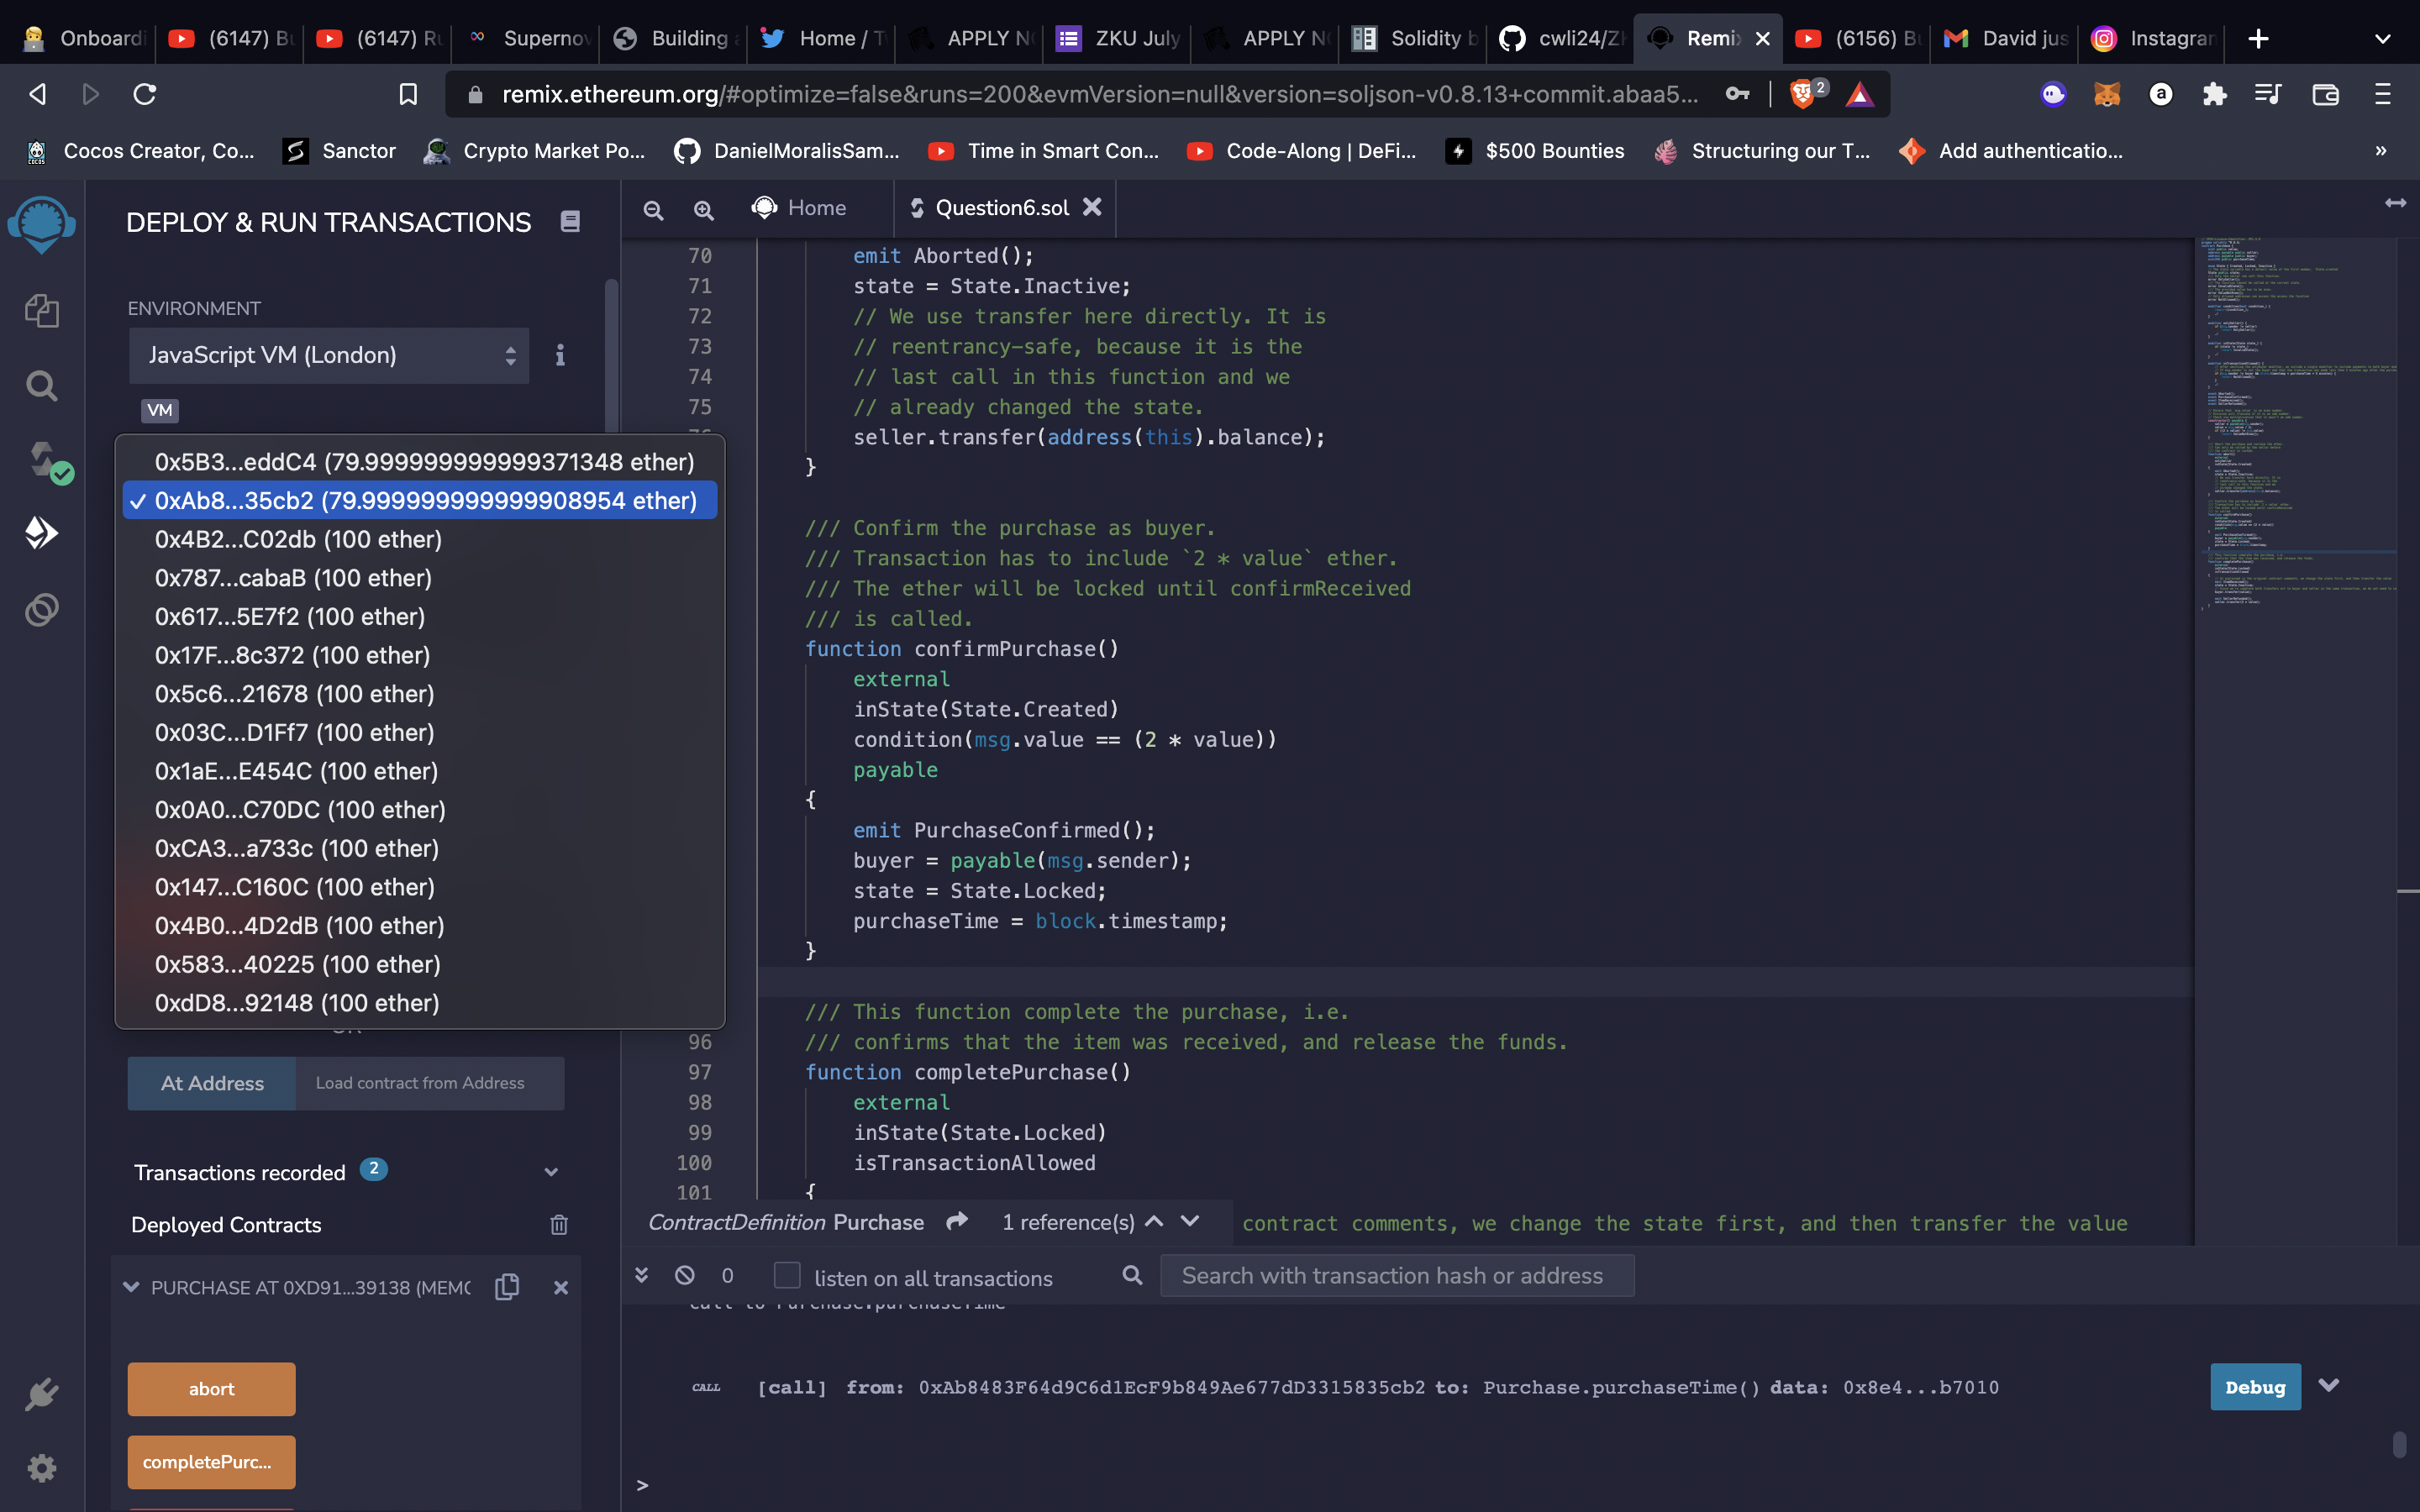 Onboardi
(6147) Bu
(6147) Ru
Supernov
Building a
Home / Tw
APPLY NO
ZKU July
APPLY NO
Solidity b
cwli24/ZK
Remix
(6156) Bu
David jus
Instagram
remix.ethereum.org/#optimize=false&runs=200&evmVersion=null&version=soljson-v0.8.13+commit.abaa5...
2
Cocos Creator, Co...
Sanctor
Crypto Market Po...
DanielMoralisSam...
Time in Smart Con...
Code-Along | DeFi...
$500 Bounties
Structuring our T...
Add authenticatio...
»
DEPLOY & RUN TRANSACTIONS
ENVIRONMENT
JavaScript VM (London)
VM
0x5B3...eddC4 (79.999999999999371348 ether)
0xAb8...35cb2 (79.999999999999908954 ether)
0x4B2...C02db (100 ether)
0x787...cabaB (100 ether)
0x617...5E7f2 (100 ether)
0x17F...8c372 (100 ether)
0x5c6...21678 (100 ether)
0x03C...D1Ff7 (100 ether)
0x1aE...E454C (100 ether)
0x0A0...C70DC (100 ether)
0xCA3...a733c (100 ether)
0x147...C160C (100 ether)
0x4B0...4D2dB (100 ether)
0x583...40225 (100 ether)
0xdD8...92148 (100 ether)
At Address
Load contract from Address
Transactions recorded 2
Deployed Contracts
PURCHASE AT 0XD91...39138 (MEMO
abort
completePurc...
Home
Question6.sol
70 emit Aborted();
71 state = State.Inactive;
72 // We use transfer here directly. It is
73 // reentrancy-safe, because it is the
74 // last call in this function and we
75 // already changed the state.
seller.transfer(address(this).balance);
}
/// Confirm the purchase as buyer.
/// Transaction has to include `2 * value` ether.
/// The ether will be locked until confirmReceived
/// is called.
function confirmPurchase()
external
inState(State.Created)
condition(msg.value == (2 * value))
payable
{
emit PurchaseConfirmed();
buyer = payable(msg.sender);
state = State.Locked;
purchaseTime = block.timestamp;
}
/// This function complete the purchase, i.e.
96 /// confirms that the item was received, and release the funds.
97 function completePurchase()
98 external
99 inState(State.Locked)
100 isTransactionAllowed
101 {
ContractDefinition Purchase 1 reference(s) contract comments, we change the state first, and then transfer the value
0 listen on all transactions Search with transaction hash or address
call to Purchase.purchaseTime
CALL [call] from: 0xAb8483F64d9C6d1EcF9b849Ae677dD3315835cb2 to: Purchase.purchaseTime() data: 0x8e4...b7010 Debug
>